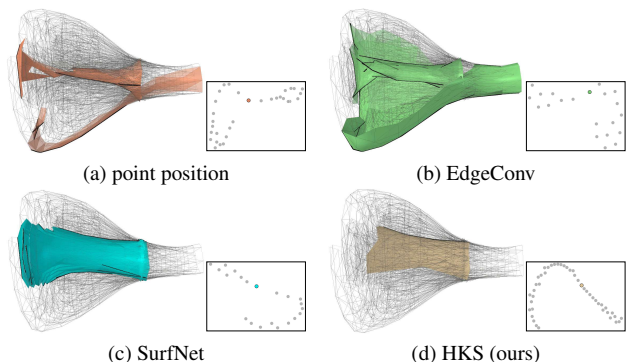 (a) point position
(b) EdgeConv
(c) SurfNet
(d) HKS (ours)